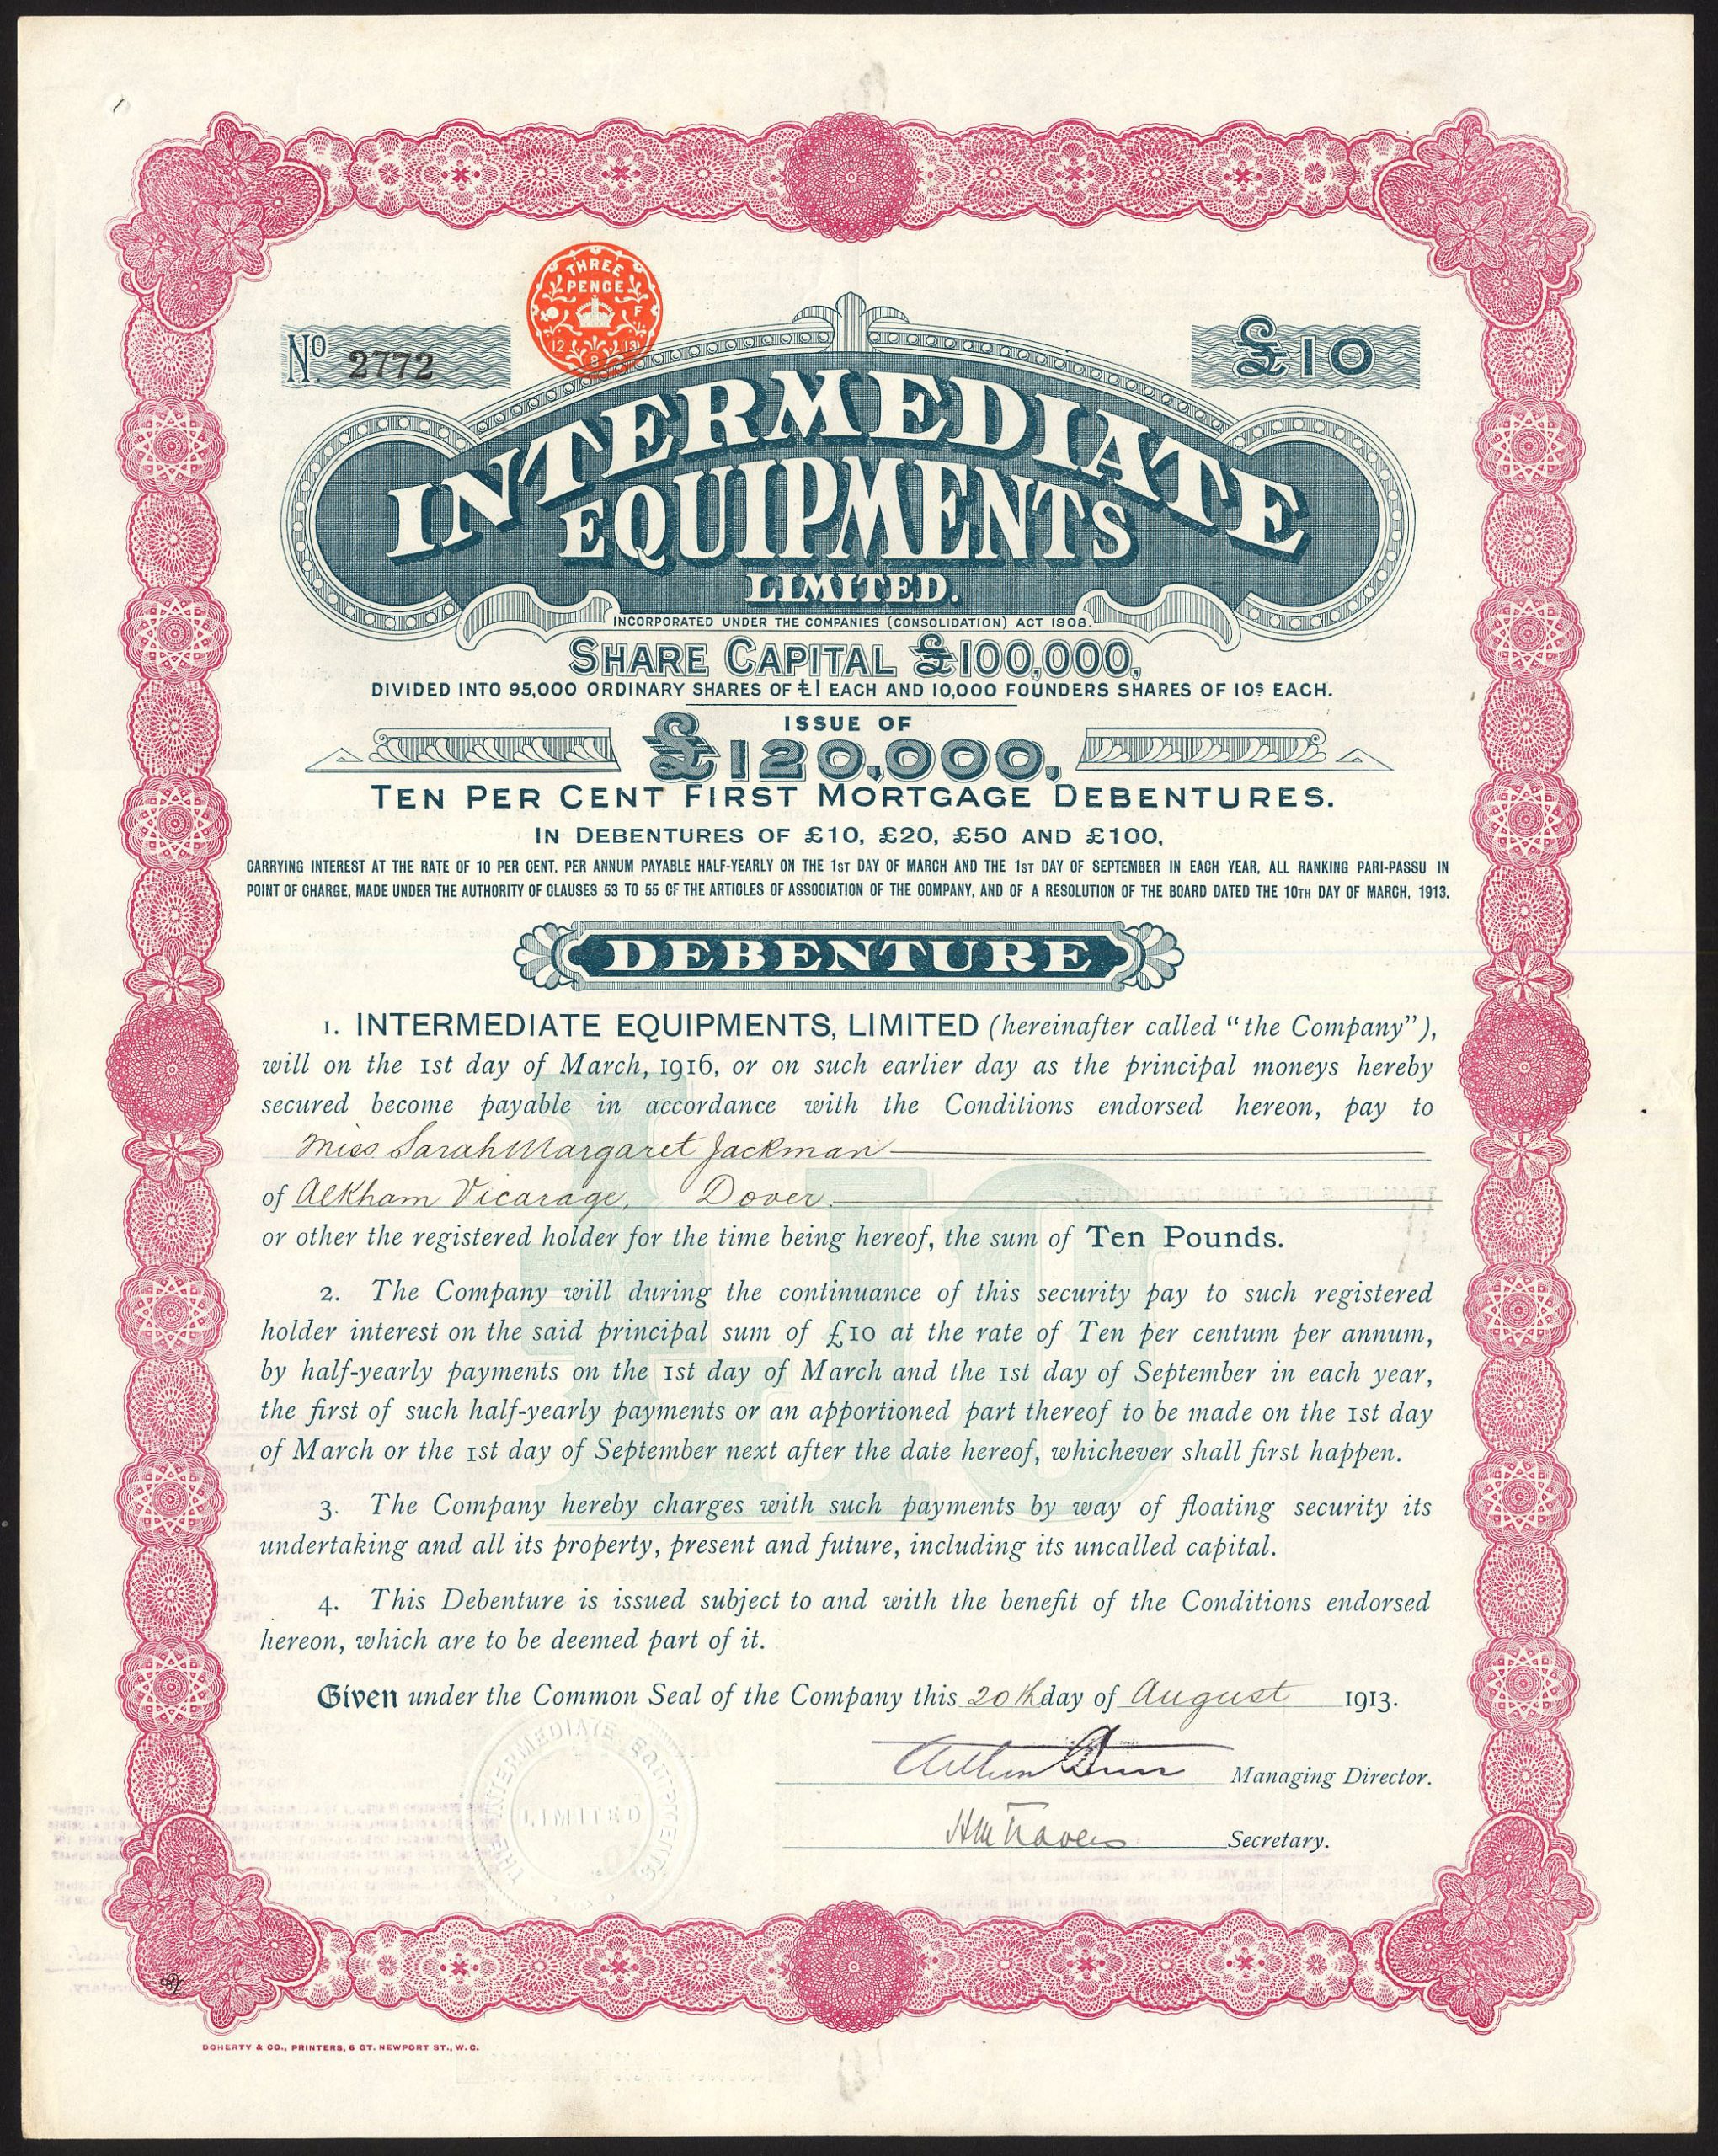 THREE
PENCE
F
12 8 13
No. 2772
£10
INTERMEDIATE
EQUIPMENTS
LIMITED.
INCORPORATED UNDER THE COMPANIES (CONSOLIDATION) ACT 1908.
SHARE CAPITAL £100,000,
DIVIDED INTO 95,000 ORDINARY SHARES OF £1 EACH AND 10,000 FOUNDERS SHARES OF 10s EACH.
ISSUE OF
£120,000,
TEN PER CENT FIRST MORTGAGE DEBENTURES.
IN DEBENTURES OF £10, £20, £50 AND £100,
CARRYING INTEREST AT THE RATE OF 10 PER CENT. PER ANNUM PAYABLE HALF-YEARLY ON THE 1ST DAY OF MARCH AND THE 1ST DAY OF SEPTEMBER IN EACH YEAR, ALL RANKING PARI-PASSU IN
POINT OF CHARGE, MADE UNDER THE AUTHORITY OF CLAUSES 53 TO 55 OF THE ARTICLES OF ASSOCIATION OF THE COMPANY, AND OF A RESOLUTION OF THE BOARD DATED THE 10TH DAY OF MARCH, 1913.
DEBENTURE
1. INTERMEDIATE EQUIPMENTS, LIMITED (hereinafter called "the Company"),
will on the 1st day of March, 1916, or on such earlier day as the principal moneys hereby
secured become payable in accordance with the Conditions endorsed hereon, pay to
Miss Sarah Margaret Jackman
of Alkham Vicarage, Dover.
or other the registered holder for the time being hereof, the sum of Ten Pounds.
2. The Company will during the continuance of this security pay to such registered
holder interest on the said principal sum of £10 at the rate of Ten per centum per annum,
by half-yearly payments on the 1st day of March and the 1st day of September in each year,
the first of such half-yearly payments or an apportioned part thereof to be made on the 1st day
of March or the 1st day of September next after the date hereof, whichever shall first happen.
3. The Company hereby charges with such payments by way of floating security its
undertaking and all its property, present and future, including its uncalled capital.
4. This Debenture is issued subject to and with the benefit of the Conditions endorsed
hereon, which are to be deemed part of it.
Given under the Common Seal of the Company this 20th day of August 1913.
Managing Director.
Secretary.
THE INTERMEDIATE EQUIPMENTS
LIMITED
DOHERTY & CO., PRINTERS, 6 GT. NEWPORT ST., W.C.